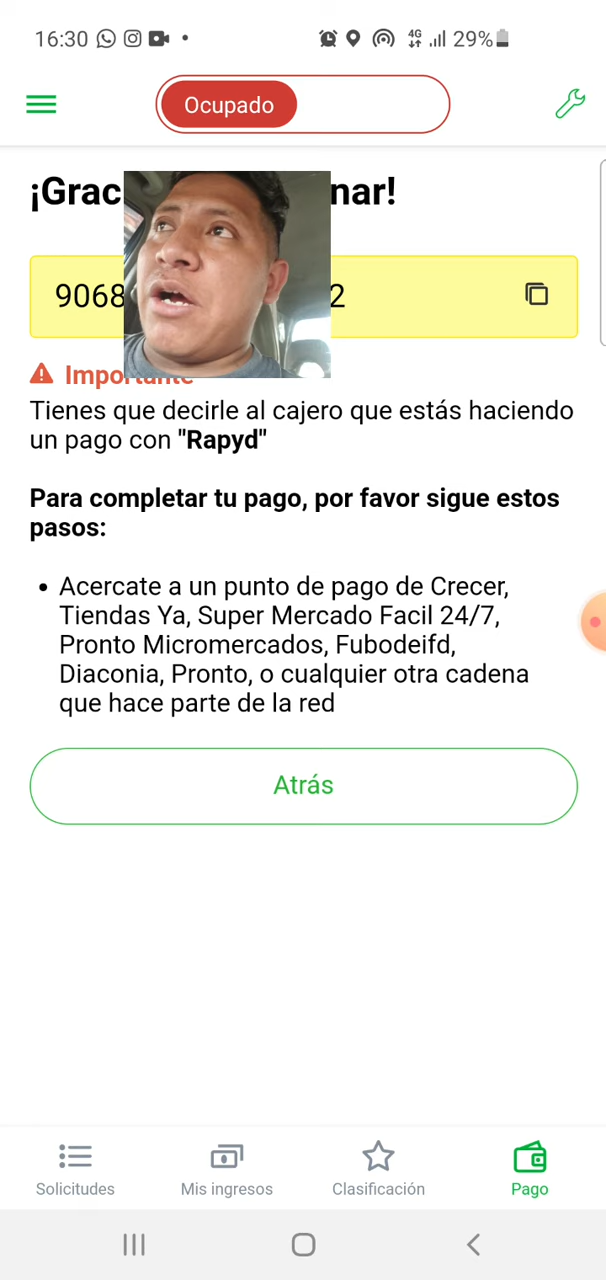 16:30 4G 29%
Ocupado
¡Grac nar!
9068 2
Importante
Tienes que decirle al cajero que estás haciendo
un pago con "Rapyd"
Para completar tu pago, por favor sigue estos
pasos:
• Acercate a un punto de pago de Crecer,
Tiendas Ya, Super Mercado Facil 24/7,
Pronto Micromercados, Fubodeifd,
Diaconia, Pronto, o cualquier otra cadena
que hace parte de la red
Atrás
Solicitudes Mis ingresos Clasificación Pago